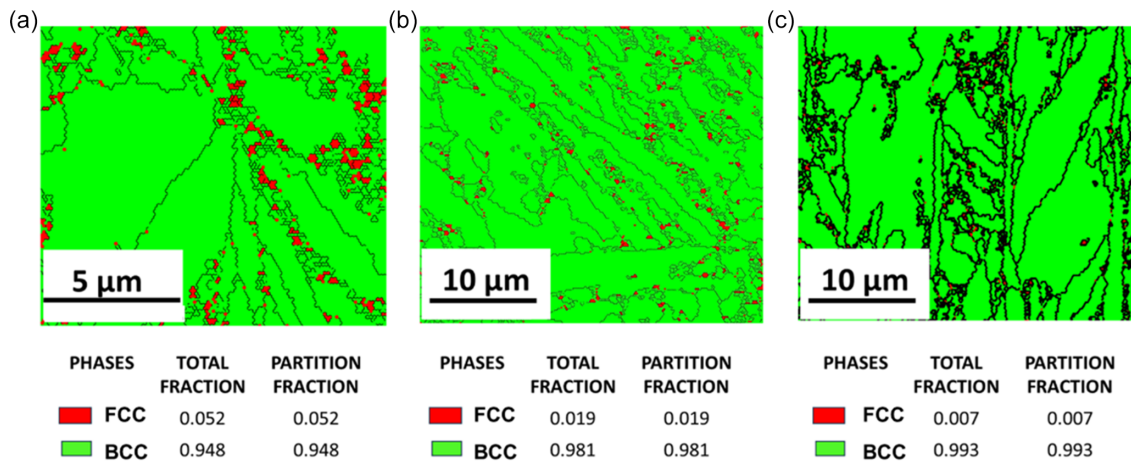 (a)
(b)
(c)
5 µm
10 µm
10 µm
PHASES TOTAL FRACTION PARTITION FRACTION
FCC 0.052 0.052
BCC 0.948 0.948
PHASES TOTAL FRACTION PARTITION FRACTION
FCC 0.019 0.019
BCC 0.981 0.981
PHASES TOTAL FRACTION PARTITION FRACTION
FCC 0.007 0.007
BCC 0.993 0.993